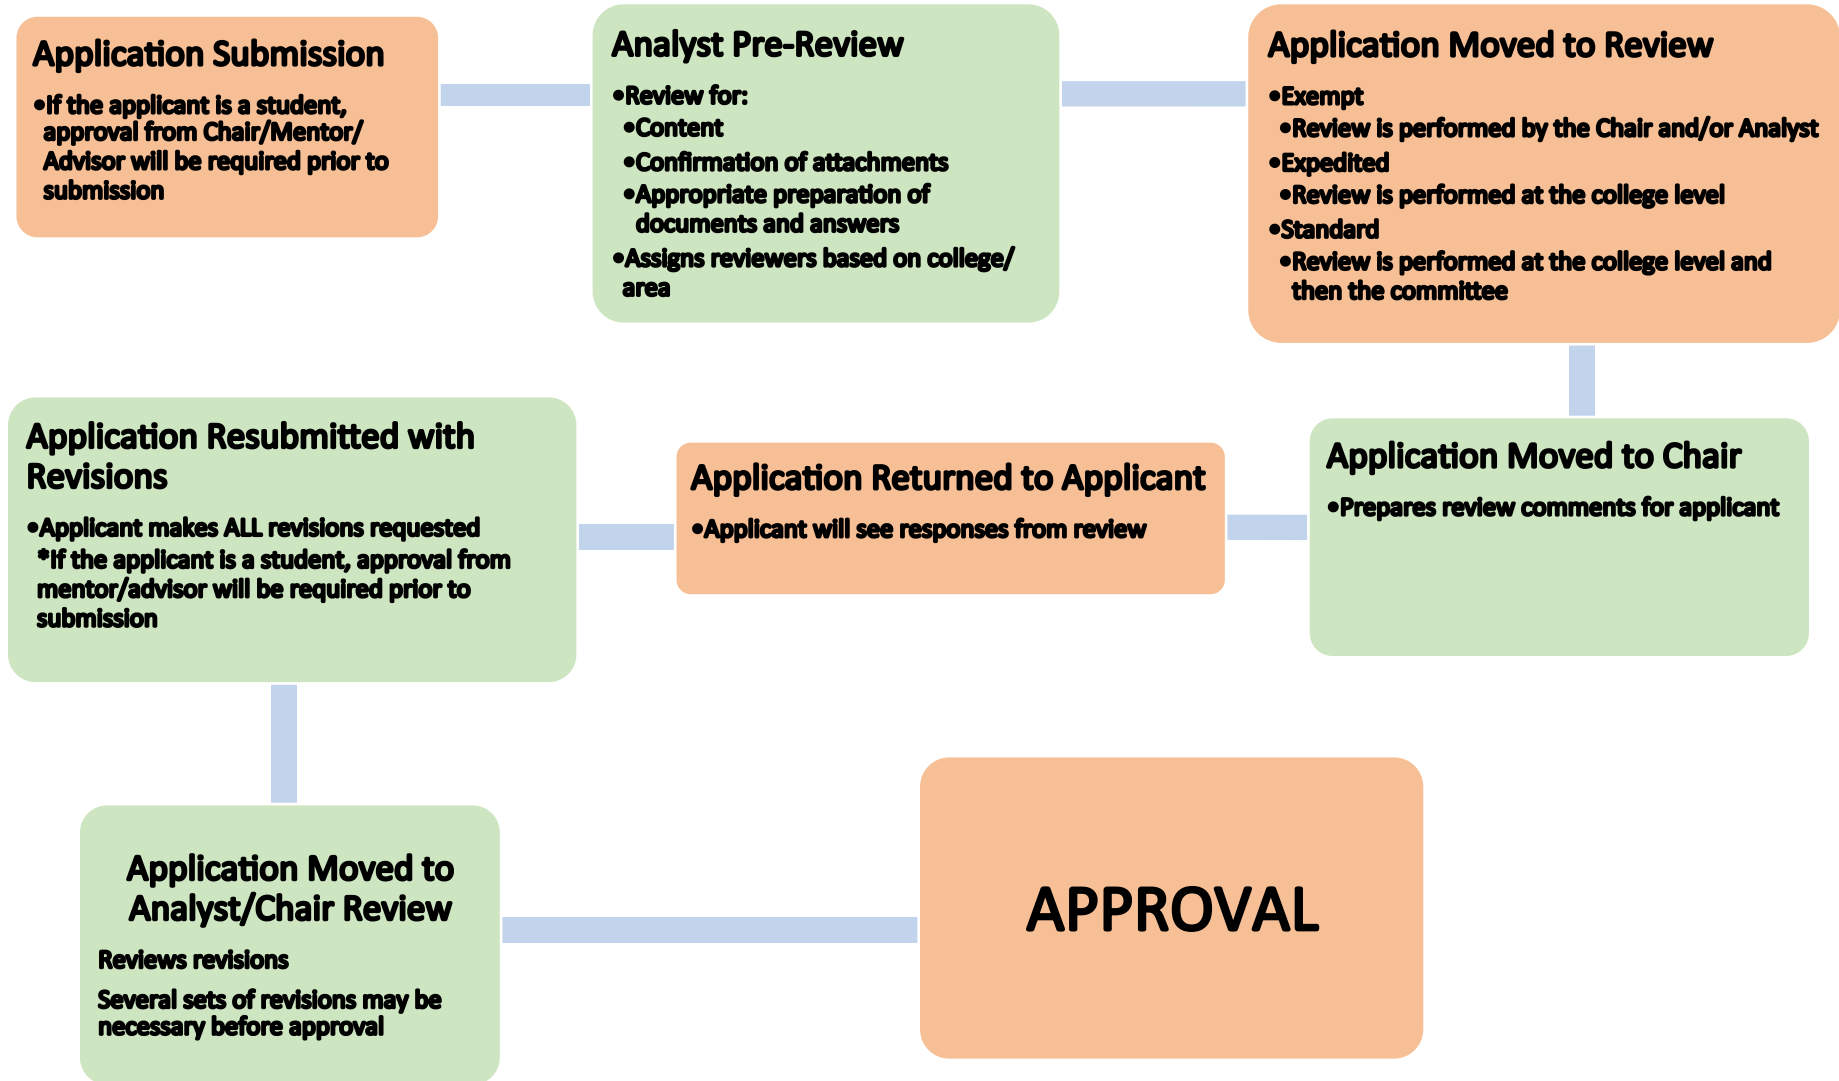 Application Submission
•If the applicant is a student,
approval from Chair/Mentor/
Advisor will be required prior to
submission
Analyst Pre-Review
•Review for:
•Content
•Confirmation of attachments
•Appropriate preparation of
documents and answers
•Assigns reviewers based on college/
area
Application Moved to Review
•Exempt
•Review is performed by the Chair and/or Analyst
•Expedited
•Review is performed at the college level
•Standard
•Review is performed at the college level and
then the committee
Application Moved to Chair
•Prepares review comments for applicant
Application Returned to Applicant
•Applicant will see responses from review
Application Resubmitted with
Revisions
•Applicant makes ALL revisions requested
*If the applicant is a student, approval from
mentor/advisor will be required prior to
submission
Application Moved to
Analyst/Chair Review
Reviews revisions
Several sets of revisions may be
necessary before approval
APPROVAL